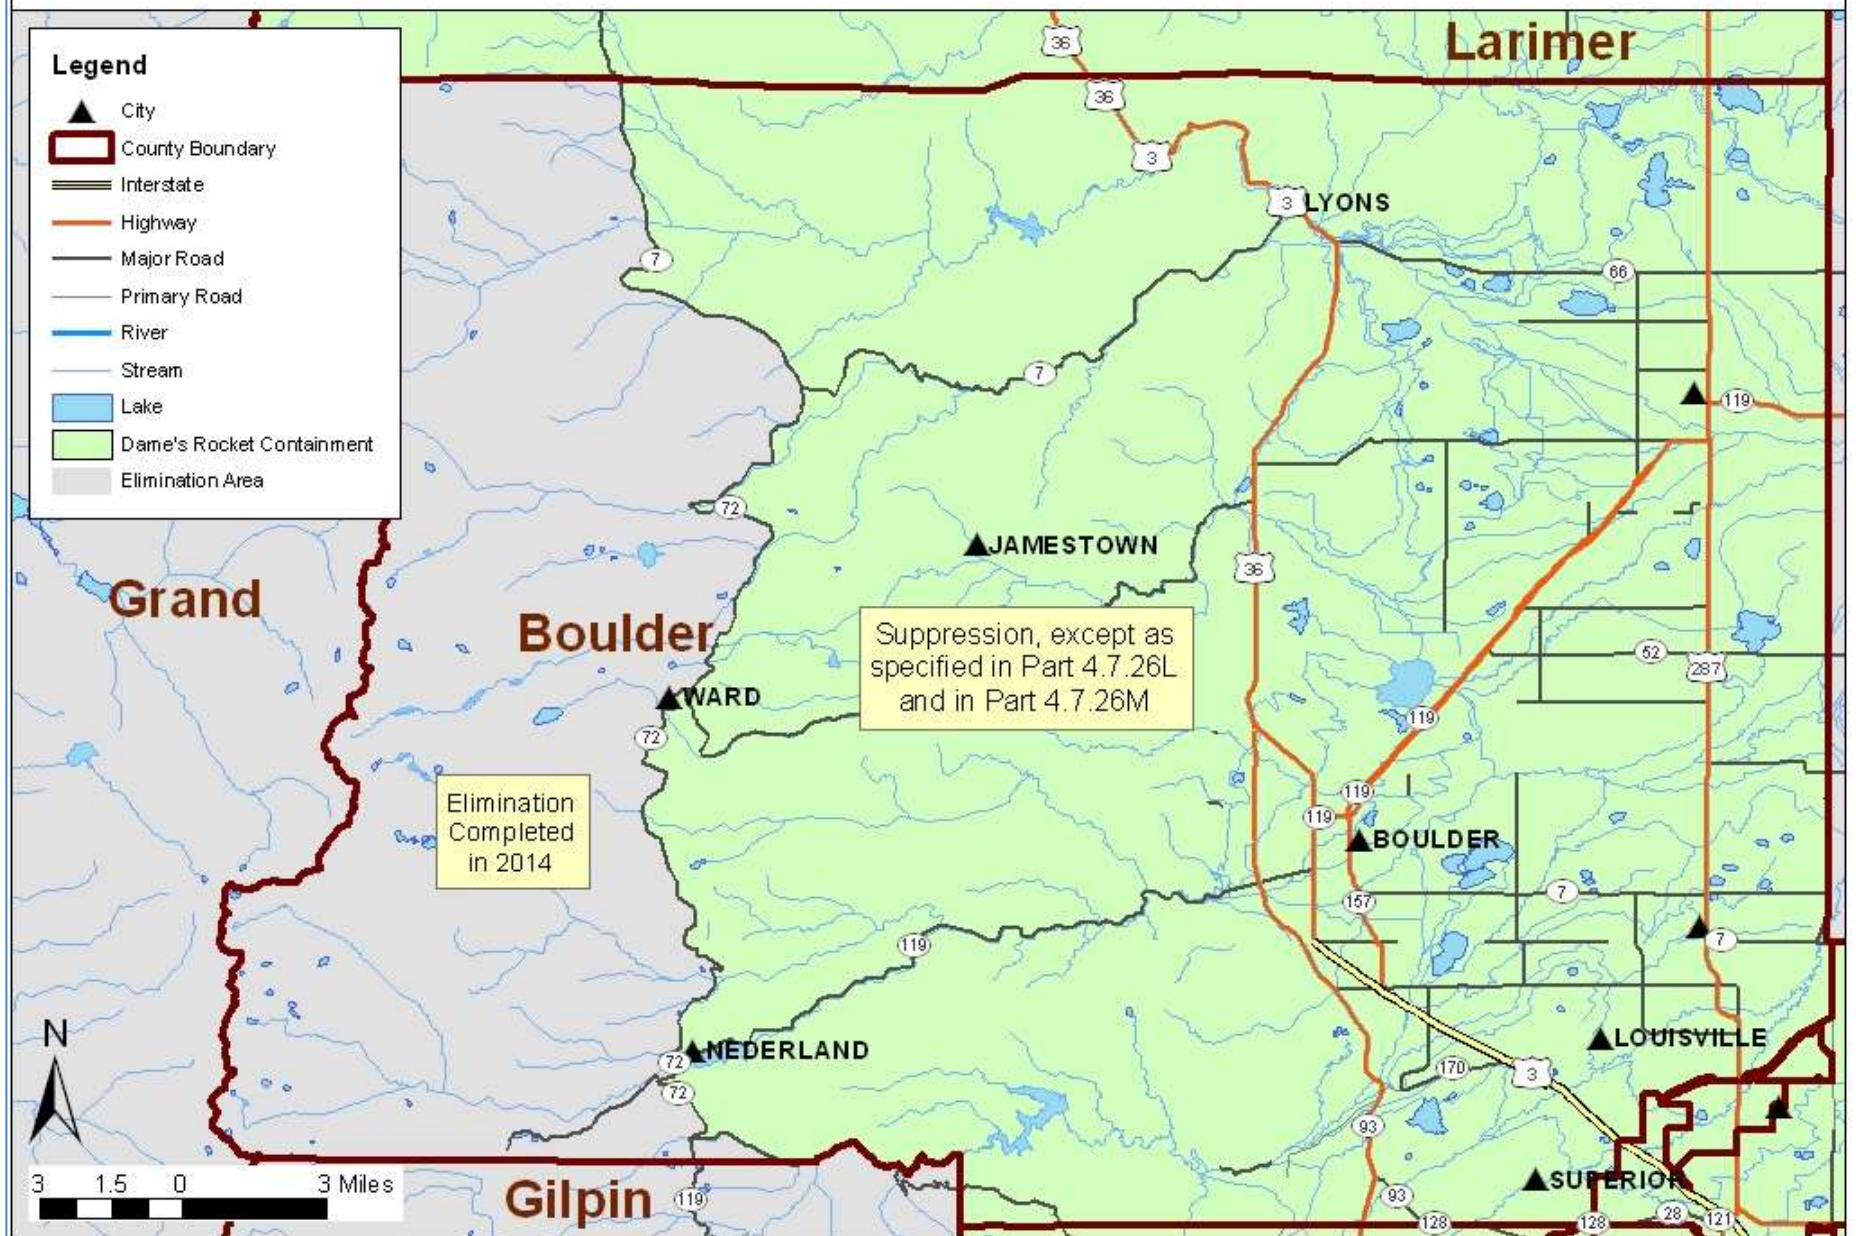 Legend
City
County Boundary
Interstate
Highway
Major Road
Primary Road
River
Stream
Lake
Dame's Rocket Containment
Elimination Area
Larimer
36
36
3
3
LYONS
7
66
7
119
72
JAMESTOWN
36
Grand
Boulder
Suppression, except as
specified in Part 4.7.26L
and in Part 4.7.26M
52
287
WARD
72
119
Elimination
Completed
in 2014
119
119
BOULDER
7
157
119
7
N
NEDERLAND
72
72
LOUISVILLE
170
3
93
3 1.5 0 3 Miles
Gilpin
119
SUPERIOR
93
128
128
28
121